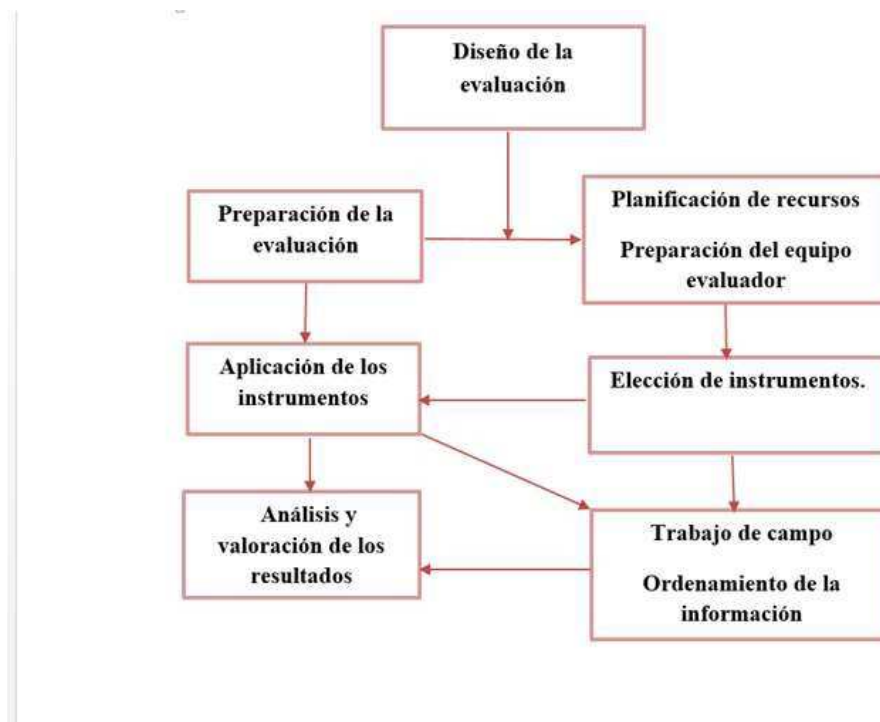 Diseño de la
evaluación
Preparación de la
evaluación
Planificación de recursos
Preparación del equipo
evaluador
Aplicación de los
instrumentos
Elección de instrumentos.
Análisis y
valoración de los
resultados
Trabajo de campo
Ordenamiento de la
información